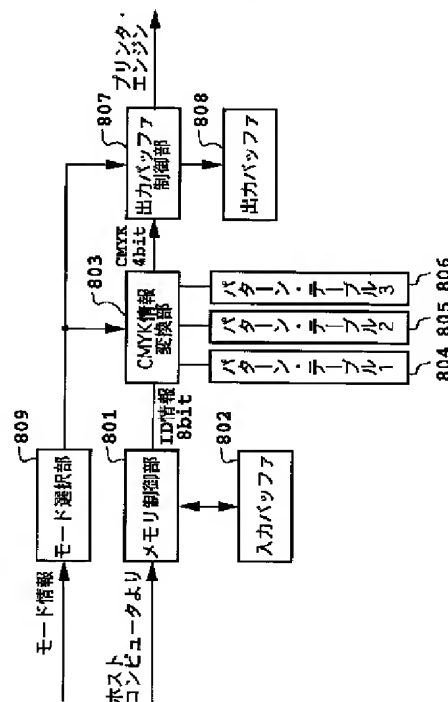 モード情報
809
モード選択部
ホスト
コンピュータより
801
メモリ制御部
802
入力バッファ
ID情報
8bit
803
CMYK情報
変換部
CMYK
4bit
パターン・テーブル
1
804
パターン・テーブル
2
805
パターン・テーブル
3
806
807
出力バッファ
制御部
808
出力バッファ
プリンタ・
エンジン